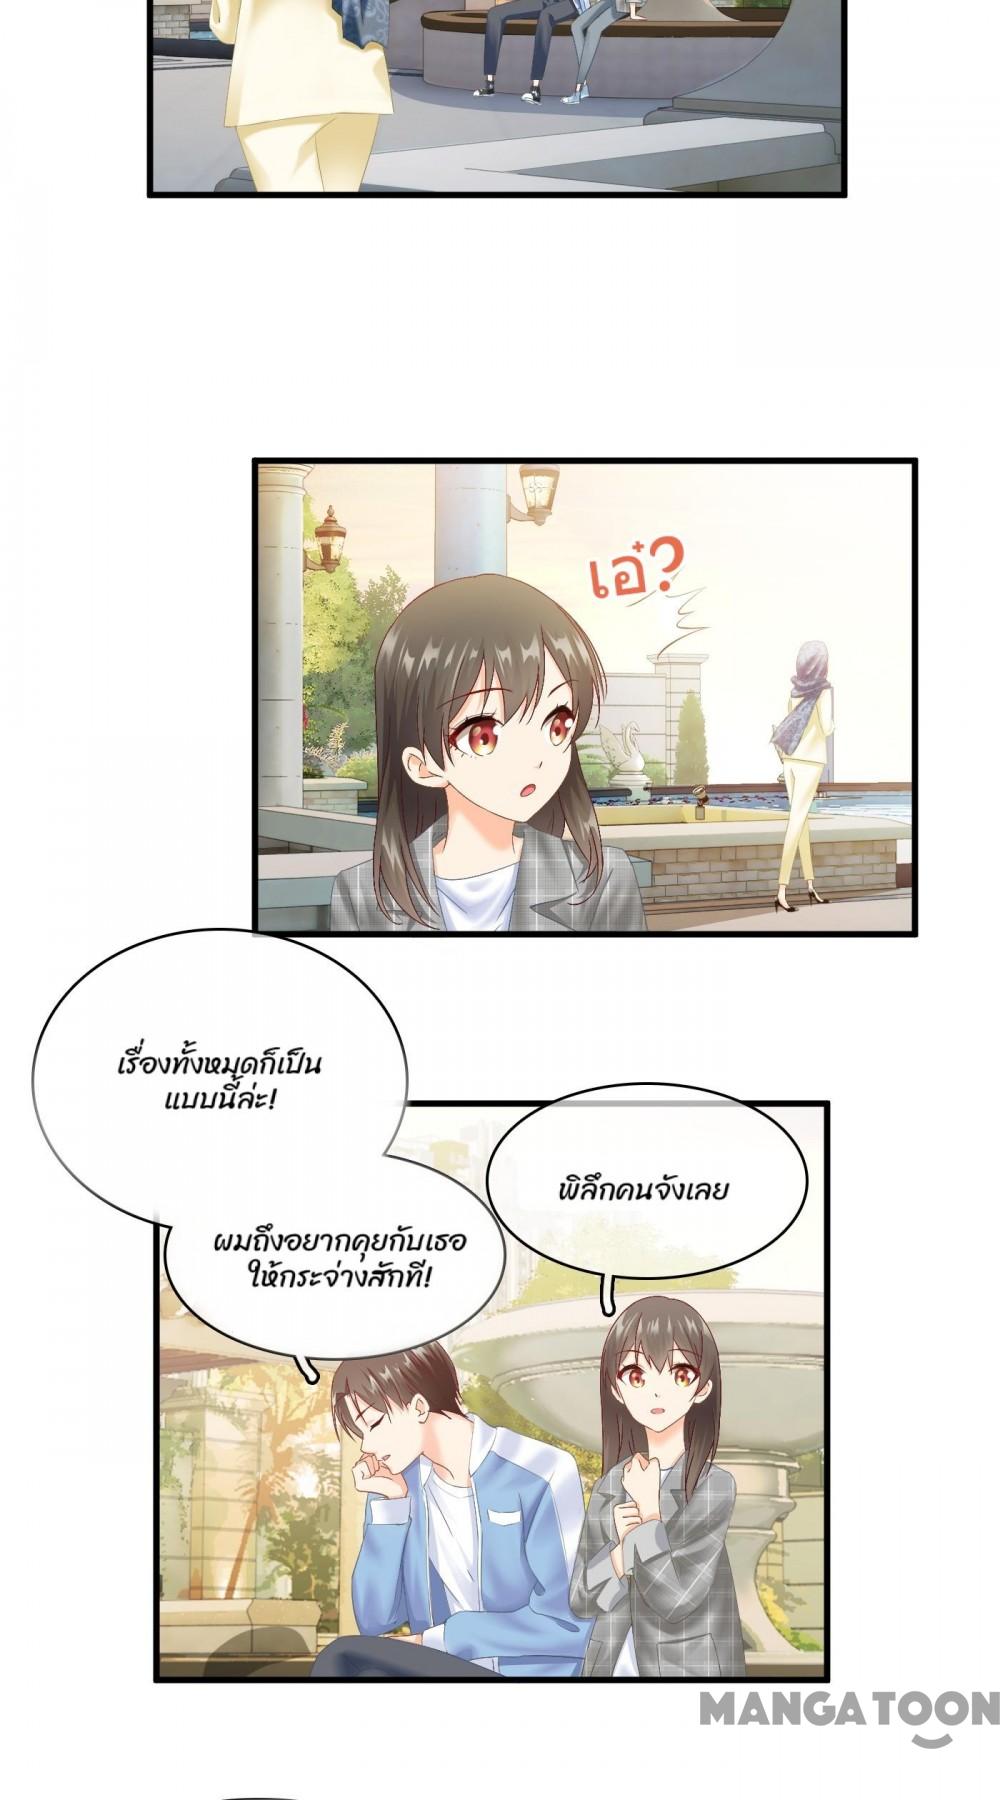 เอ๋?
เรื่องทั้งหมดก็เป็น
แบบนี้ล่ะ!
ผมถึงอยากคุยกับเธอ
ให้กระจ่างสักที!
พิลึกคนจังเลย
MANGATOON